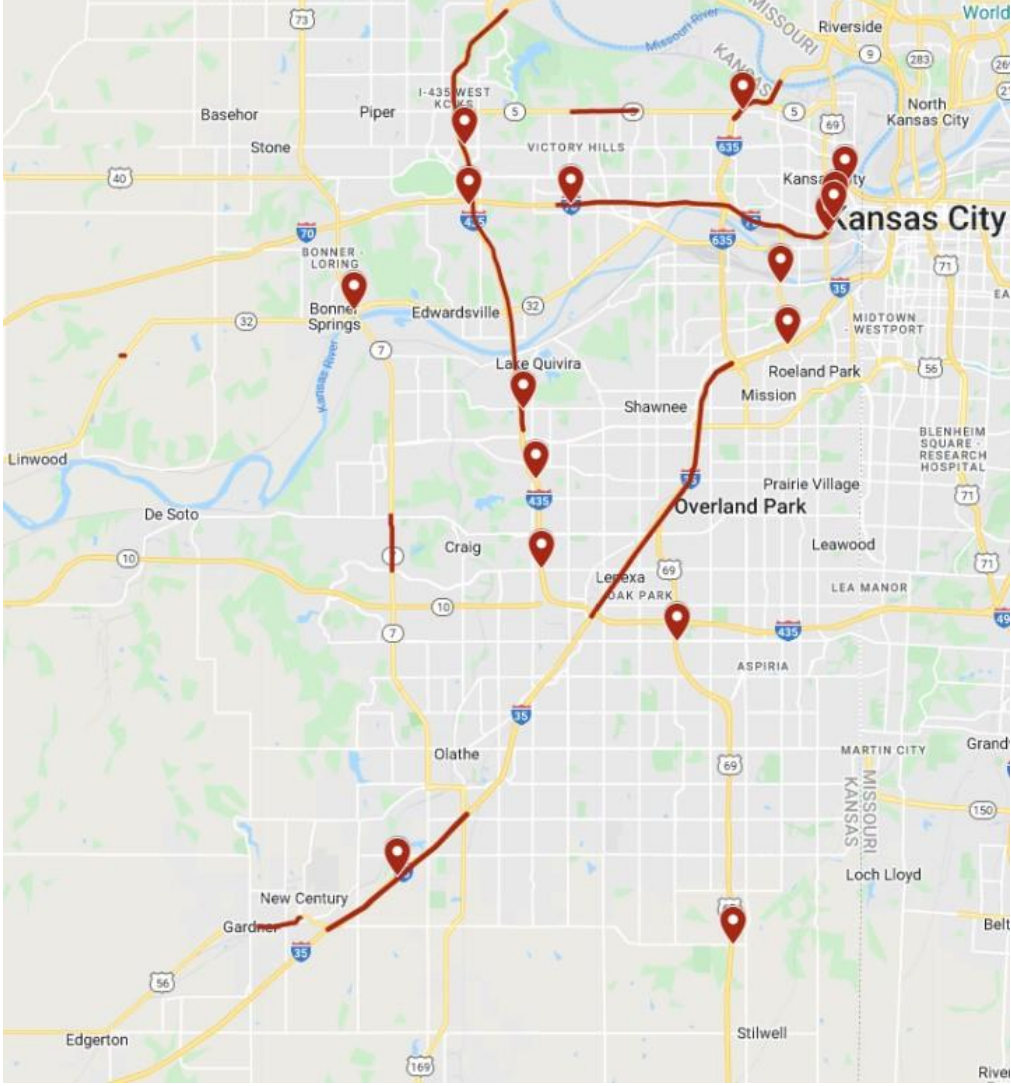 73
MISSOURI
Riverside
World
Missouri River
KANSAS
9
283
I-435 WEST
KCKS
Basehor
Piper
5
5
North
Kansas City
69
VICTORY HILLS
635
Stone
40
70
BONNER -
LORING
435
635
Kansas City
71
35
EA
Bonner
Springs
Edwardsville
32
32
MIDTOWN
- WESTPORT
7
Kansas River
Lake Quivira
Roeland Park
56
Mission
Shawnee
BLENHEIM
SQUARE -
RESEARCH
HOSPITAL
Linwood
Prairie Village
71
435
De Soto
Overland Park
Craig
Leawood
10
71
Lenexa
OAK PARK
69
LEA MANOR
10
7
435
49
ASPIRIA
35
Olathe
MARTIN CITY
Grand
69
KANSAS
MISSOURI
150
Loch Lloyd
New Century
Gardner
Belt
35
56
Edgerton
Stilwell
169
River